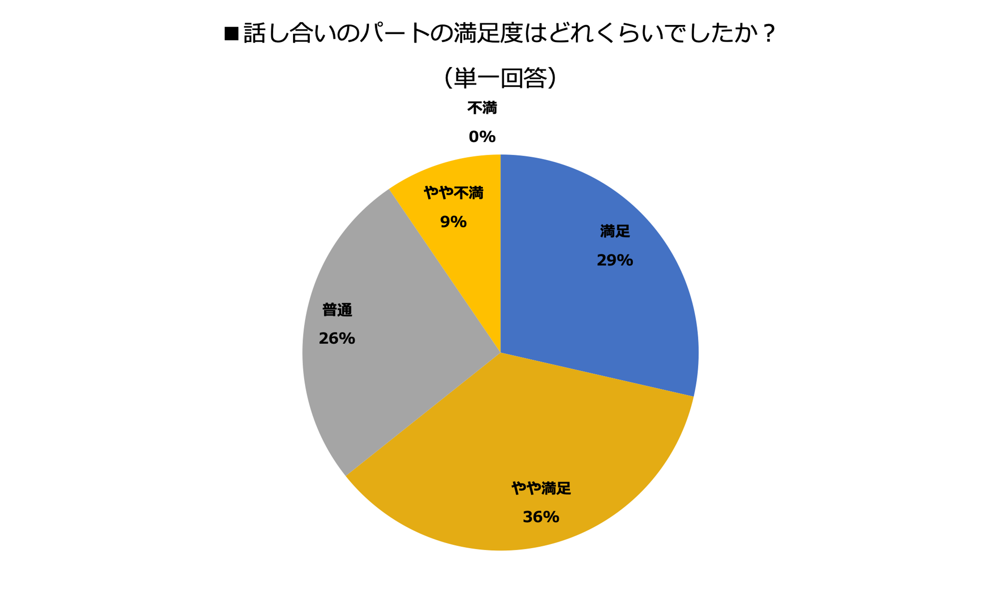 ■話し合いのパートの満足度はどれくらいでしたか？
（単一回答）
不満
0%
やや不満
9%
満足
29%
普通
26%
やや満足
36%